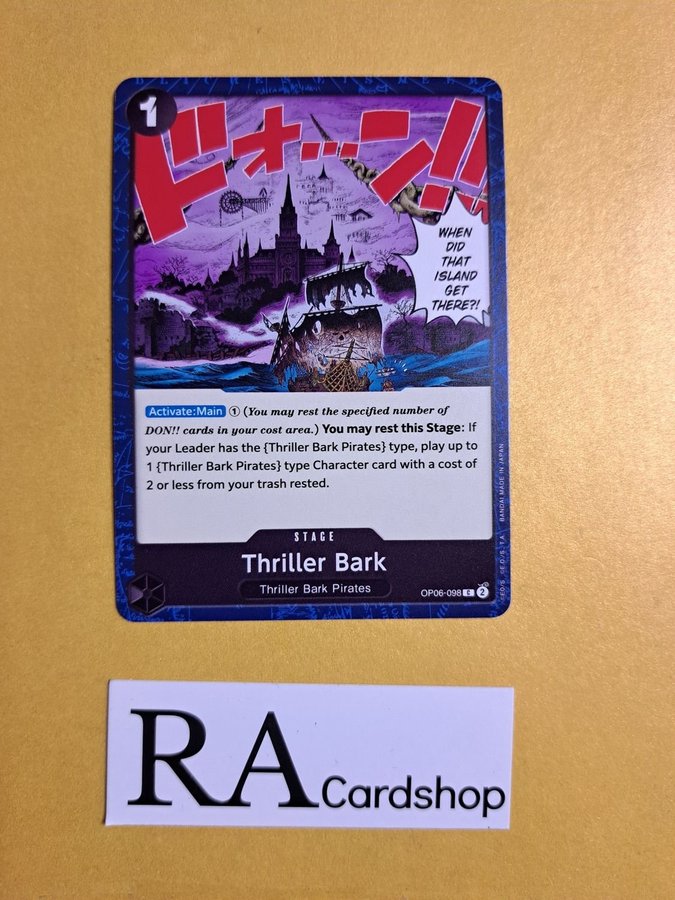 1
ドォーン!!
WHEN
DID
THAT
ISLAND
GET
THERE?!
Activate:Main ① (You may rest the specified number of
DON!! cards in your cost area.) You may rest this Stage: If
your Leader has the {Thriller Bark Pirates} type, play up to
1 {Thriller Bark Pirates} type Character card with a cost of
2 or less from your trash rested.
STAGE
Thriller Bark
Thriller Bark Pirates
OP06-098 C 2
BANDAI MADE IN JAPAN
RA Cardshop